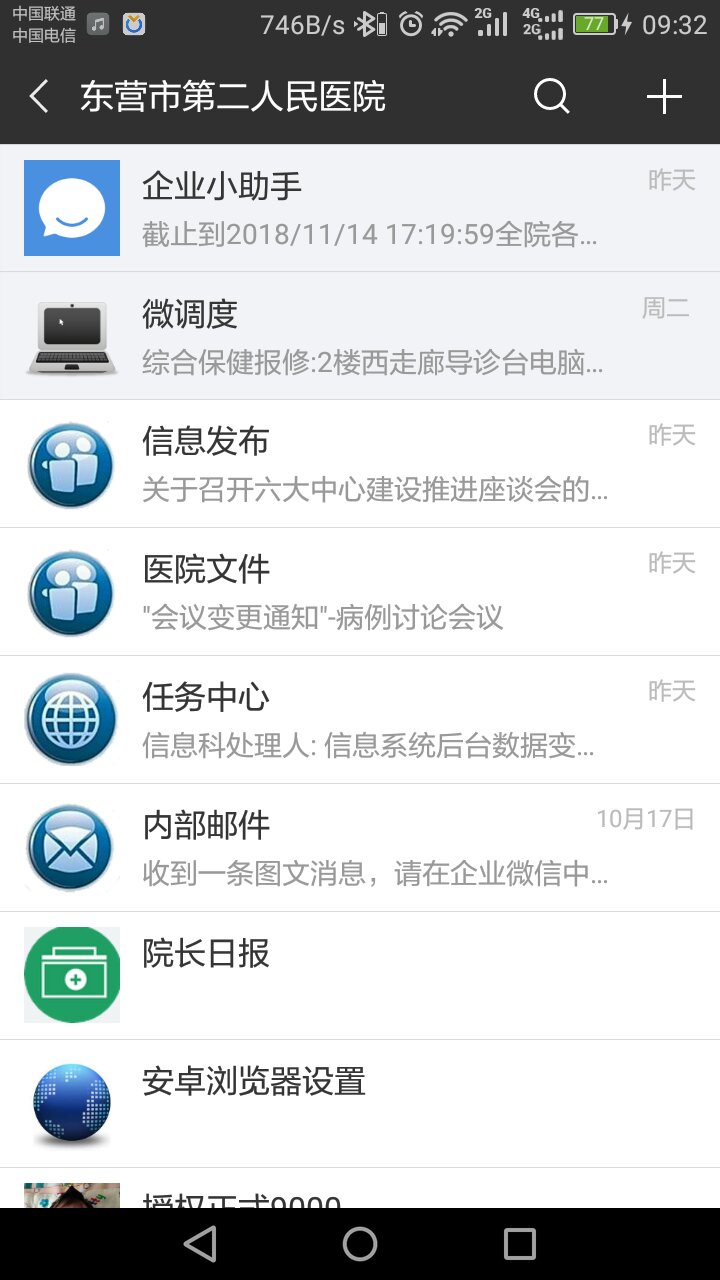 中国联通
中国电信
746B/s
2G
4G
2G
77
09:32
东营市第二人民医院
企业小助手
昨天
截止到2018/11/14 17:19:59全院各...
微调度
周二
综合保健报修:2楼西走廊导诊台电脑...
信息发布
昨天
关于召开六大中心建设推进座谈会的...
医院文件
昨天
"会议变更通知"-病例讨论会议
任务中心
昨天
信息科处理人: 信息系统后台数据变...
内部邮件
10月17日
收到一条图文消息，请在企业微信中...
院长日报
安卓浏览器设置
授权正式9000